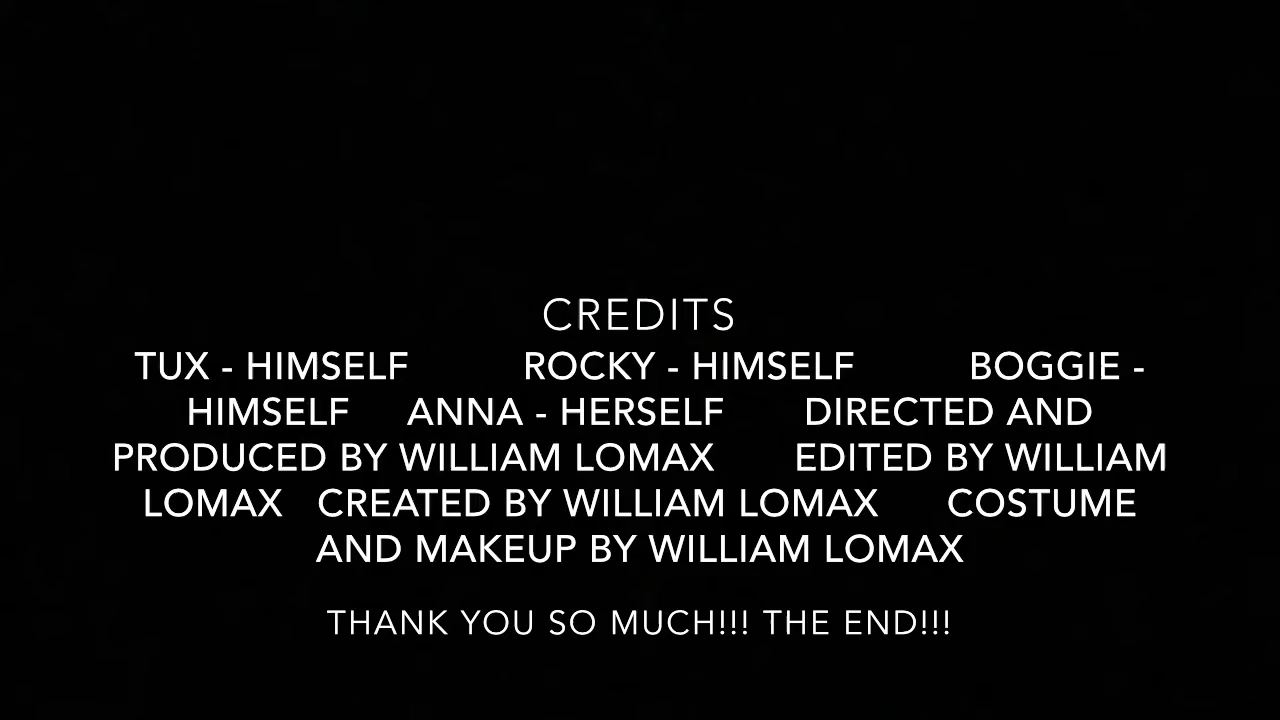 CREDITS
TUX - HIMSELF ROCKY - HIMSELF BOGGIE -
HIMSELF ANNA - HERSELF DIRECTED AND
PRODUCED BY WILLIAM LOMAX EDITED BY WILLIAM
LOMAX CREATED BY WILLIAM LOMAX COSTUME
AND MAKEUP BY WILLIAM LOMAX
THANK YOU SO MUCH!!! THE END!!!